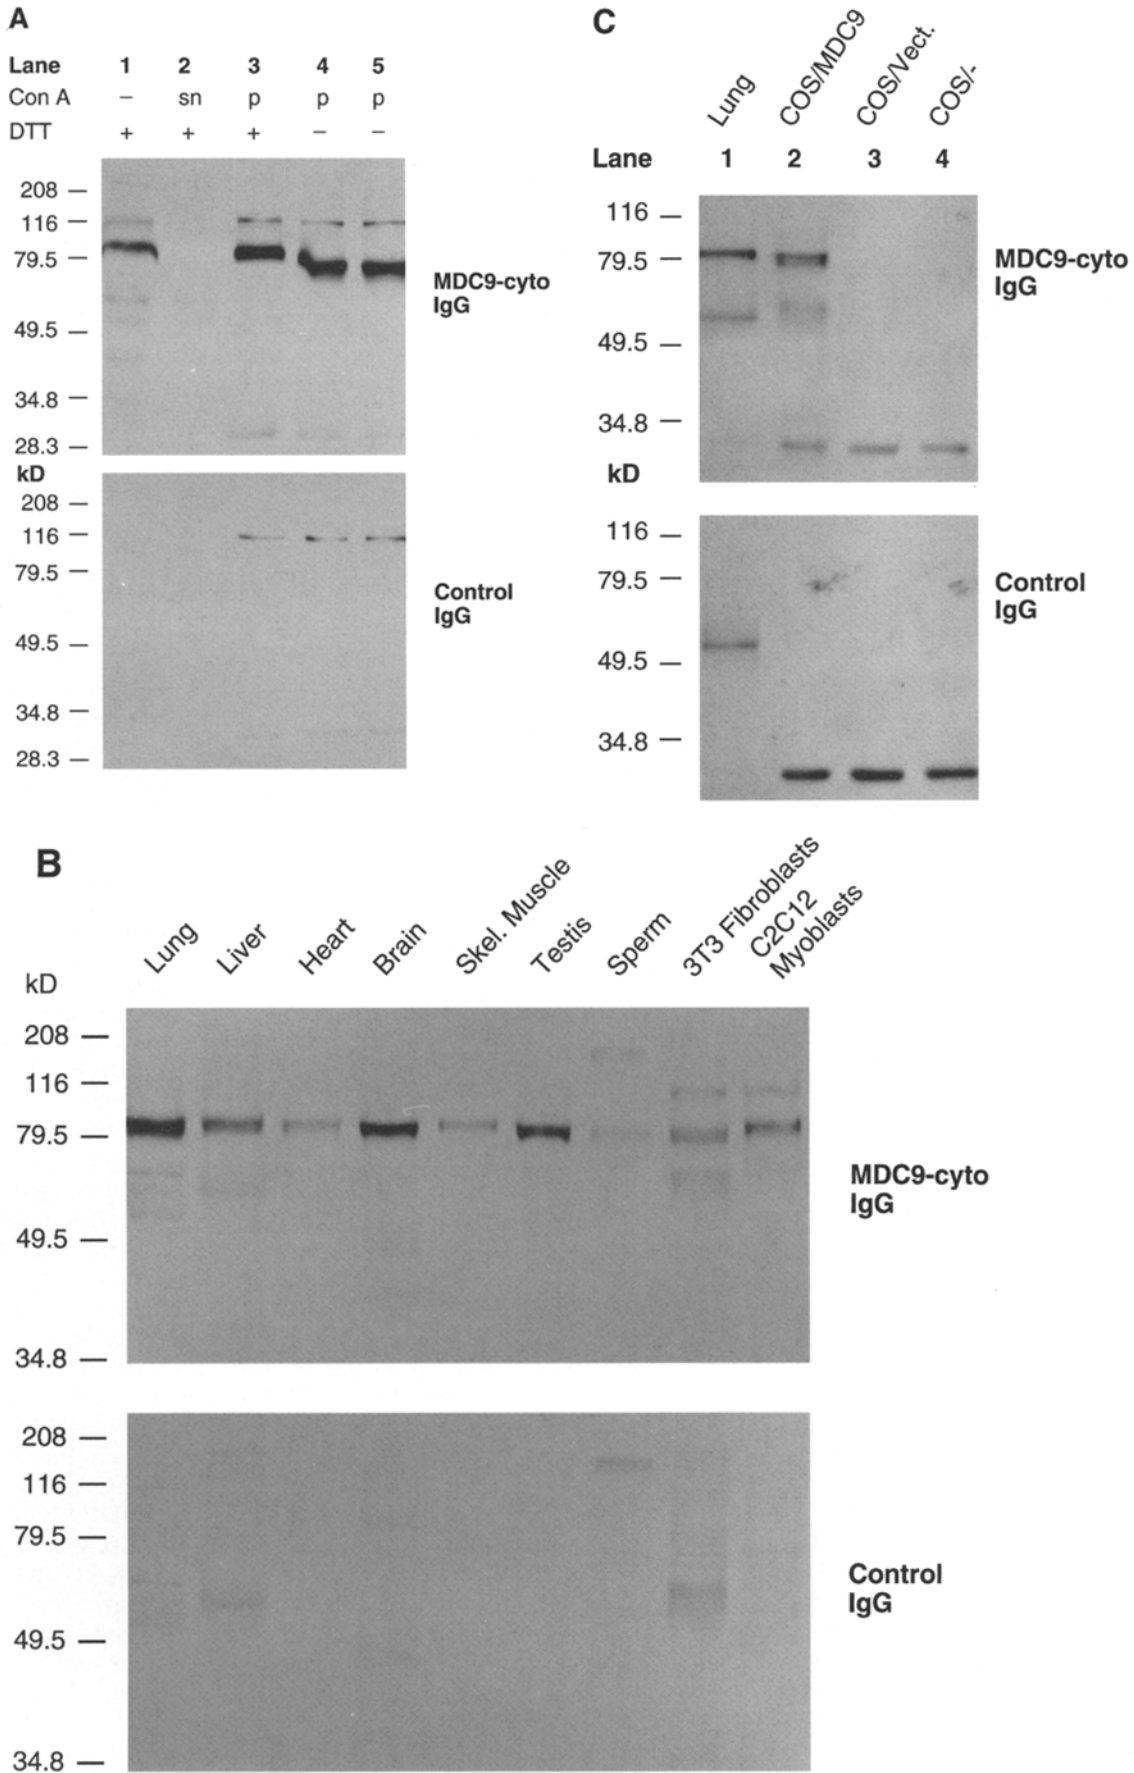 A
Lane 1 2 3 4 5
Con A – sn p p p
DTT + + + – –
208
116
79.5
49.5
34.8
28.3
kD
MDC9-cyto
IgG
208
116
79.5
49.5
34.8
28.3
Control
IgG
C
Lung COS/MDC9 COS/Vect. COS/-
Lane 1 2 3 4
116
79.5
49.5
34.8
kD
MDC9-cyto
IgG
116
79.5
49.5
34.8
Control
IgG
B
Lung Liver Heart Brain Skel. Muscle Testis Sperm 3T3 Fibroblasts C2C12
Myoblasts
kD
208
116
79.5
49.5
34.8
MDC9-cyto
IgG
208
116
79.5
49.5
34.8
Control
IgG